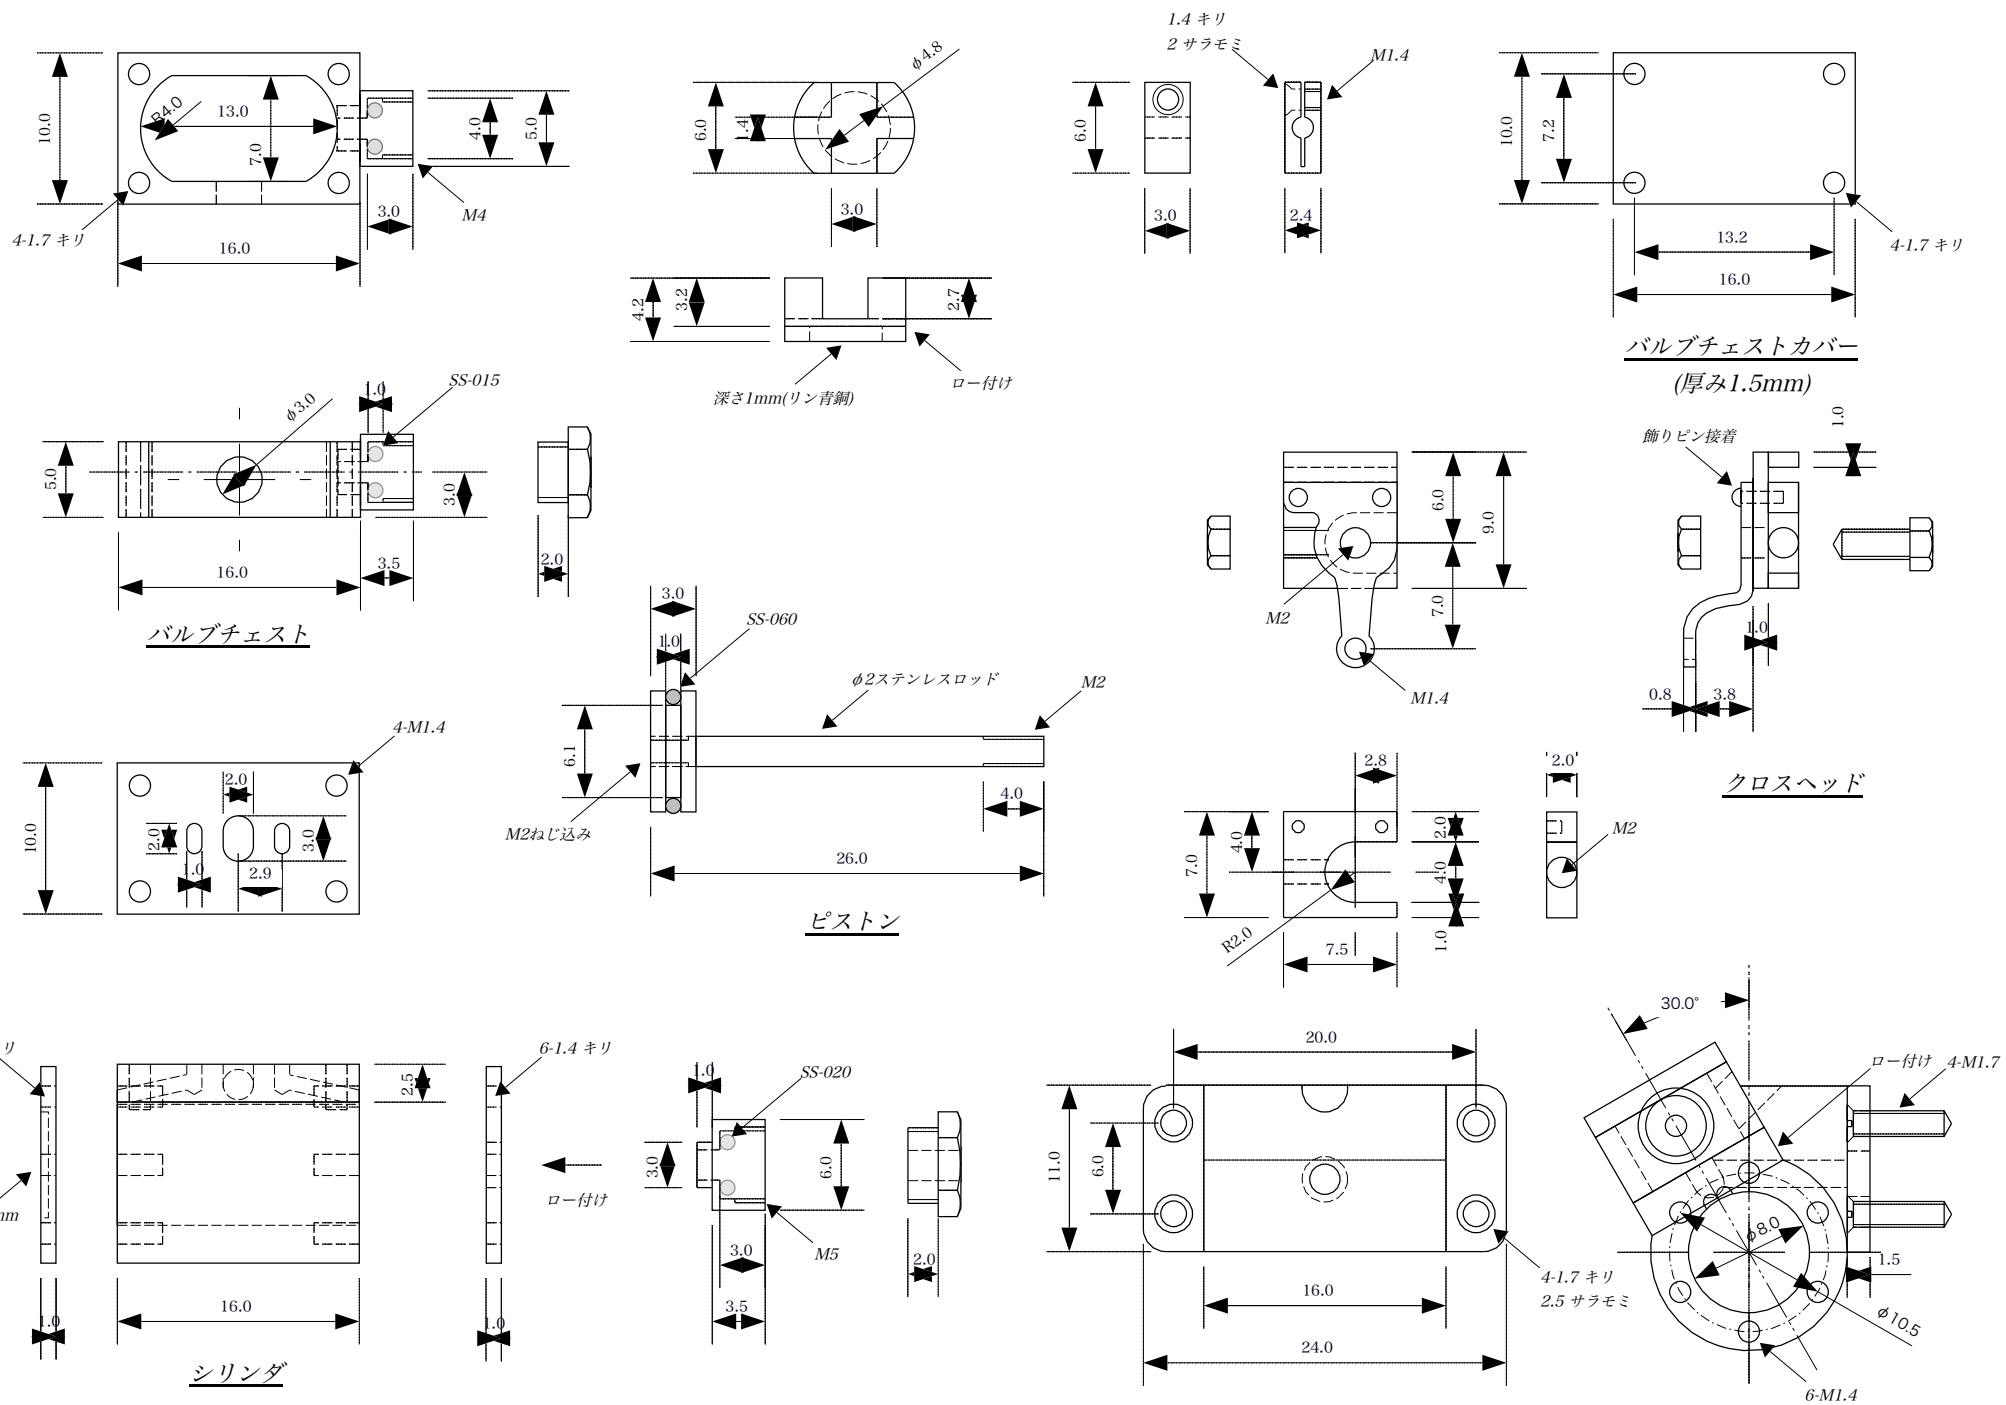 10.0
R4.0
13.0
7.0
4.0
5.0
4-1.7 キリ
3.0
M4
16.0
φ4.8
6.0
1.4
3.0
4.2
3.2
2.7
深さ1mm(リン青銅)
ロー付け
1.4 キリ
2 サラモミ
M1.4
6.0
3.0
2.4
10.0
7.2
13.2
16.0
4-1.7 キリ
バルブチェストカバー
(厚み1.5mm)
1.0
SS-015
φ3.0
5.0
3.0
16.0
3.5
2.0
バルブチェスト
3.0
1.0
SS-060
φ2ステンレスロッド
M2
6.1
M2ねじ込み
4.0
26.0
ピストン
6.0
9.0
7.0
M2
M1.4
飾りピン接着
1.0
1.0
0.8
3.8
クロスヘッド
4-M1.4
10.0
2.0
2.0
3.0
1.0
2.9
2.8
2.0
7.0
4.0
2.0
4.0
1.0
R2.0
7.5
M2
リ
mm
1.0
2.5
16.0
シリンダ
6-1.4 キリ
1.0
ロー付け
1.0
SS-020
3.0
6.0
3.0
M5
3.5
2.0
20.0
11.0
6.0
16.0
24.0
4-1.7 キリ
2.5 サラモミ
30.0°
ロー付け
4-M1.7
φ8.0
1.5
φ10.5
6-M1.4